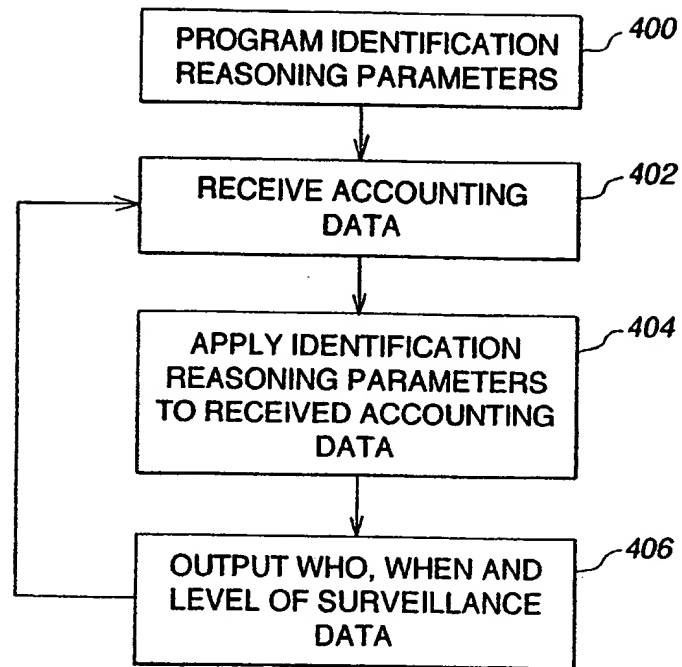 PROGRAM IDENTIFICATION
REASONING PARAMETERS
400
RECEIVE ACCOUNTING
DATA
402
APPLY IDENTIFICATION
REASONING PARAMETERS
TO RECEIVED ACCOUNTING
DATA
404
OUTPUT WHO, WHEN AND
LEVEL OF SURVEILLANCE
DATA
406